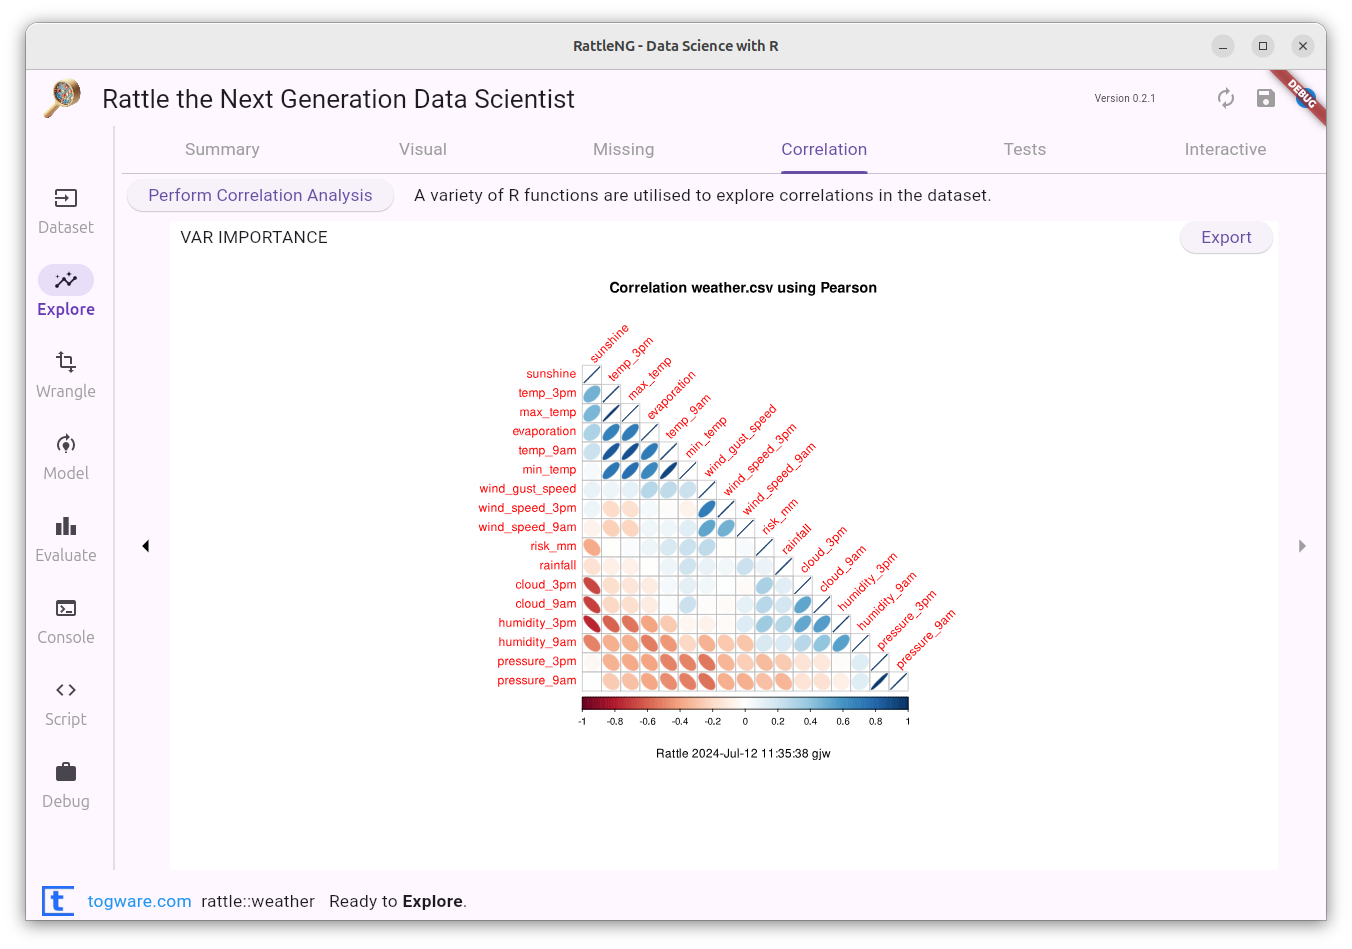 RattleNG - Data Science with R
Rattle the Next Generation Data Scientist
Version 0.2.1
DEBUG
Summary Visual Missing Correlation Tests Interactive
Perform Correlation Analysis A variety of R functions are utilised to explore correlations in the dataset.
Dataset
Explore
Wrangle
Model
Evaluate
Console
Script
Debug
VAR IMPORTANCE
Export
Correlation weather.csv using Pearson
sunshine
temp_3pm
max_temp
evaporation
temp_9am
min_temp
wind_gust_speed
wind_speed_3pm
wind_speed_9am
risk_mm
rainfall
cloud_3pm
cloud_9am
humidity_3pm
humidity_9am
pressure_3pm
pressure_9am
sunshine
temp_3pm
max_temp
evaporation
temp_9am
min_temp
wind_gust_speed
wind_speed_3pm
wind_speed_9am
risk_mm
rainfall
cloud_3pm
cloud_9am
humidity_3pm
humidity_9am
pressure_3pm
pressure_9am
-1 -0.8 -0.6 -0.4 -0.2 0 0.2 0.4 0.6 0.8 1
Rattle 2024-Jul-12 11:35:38 gjw
t togware.com rattle::weather Ready to Explore.